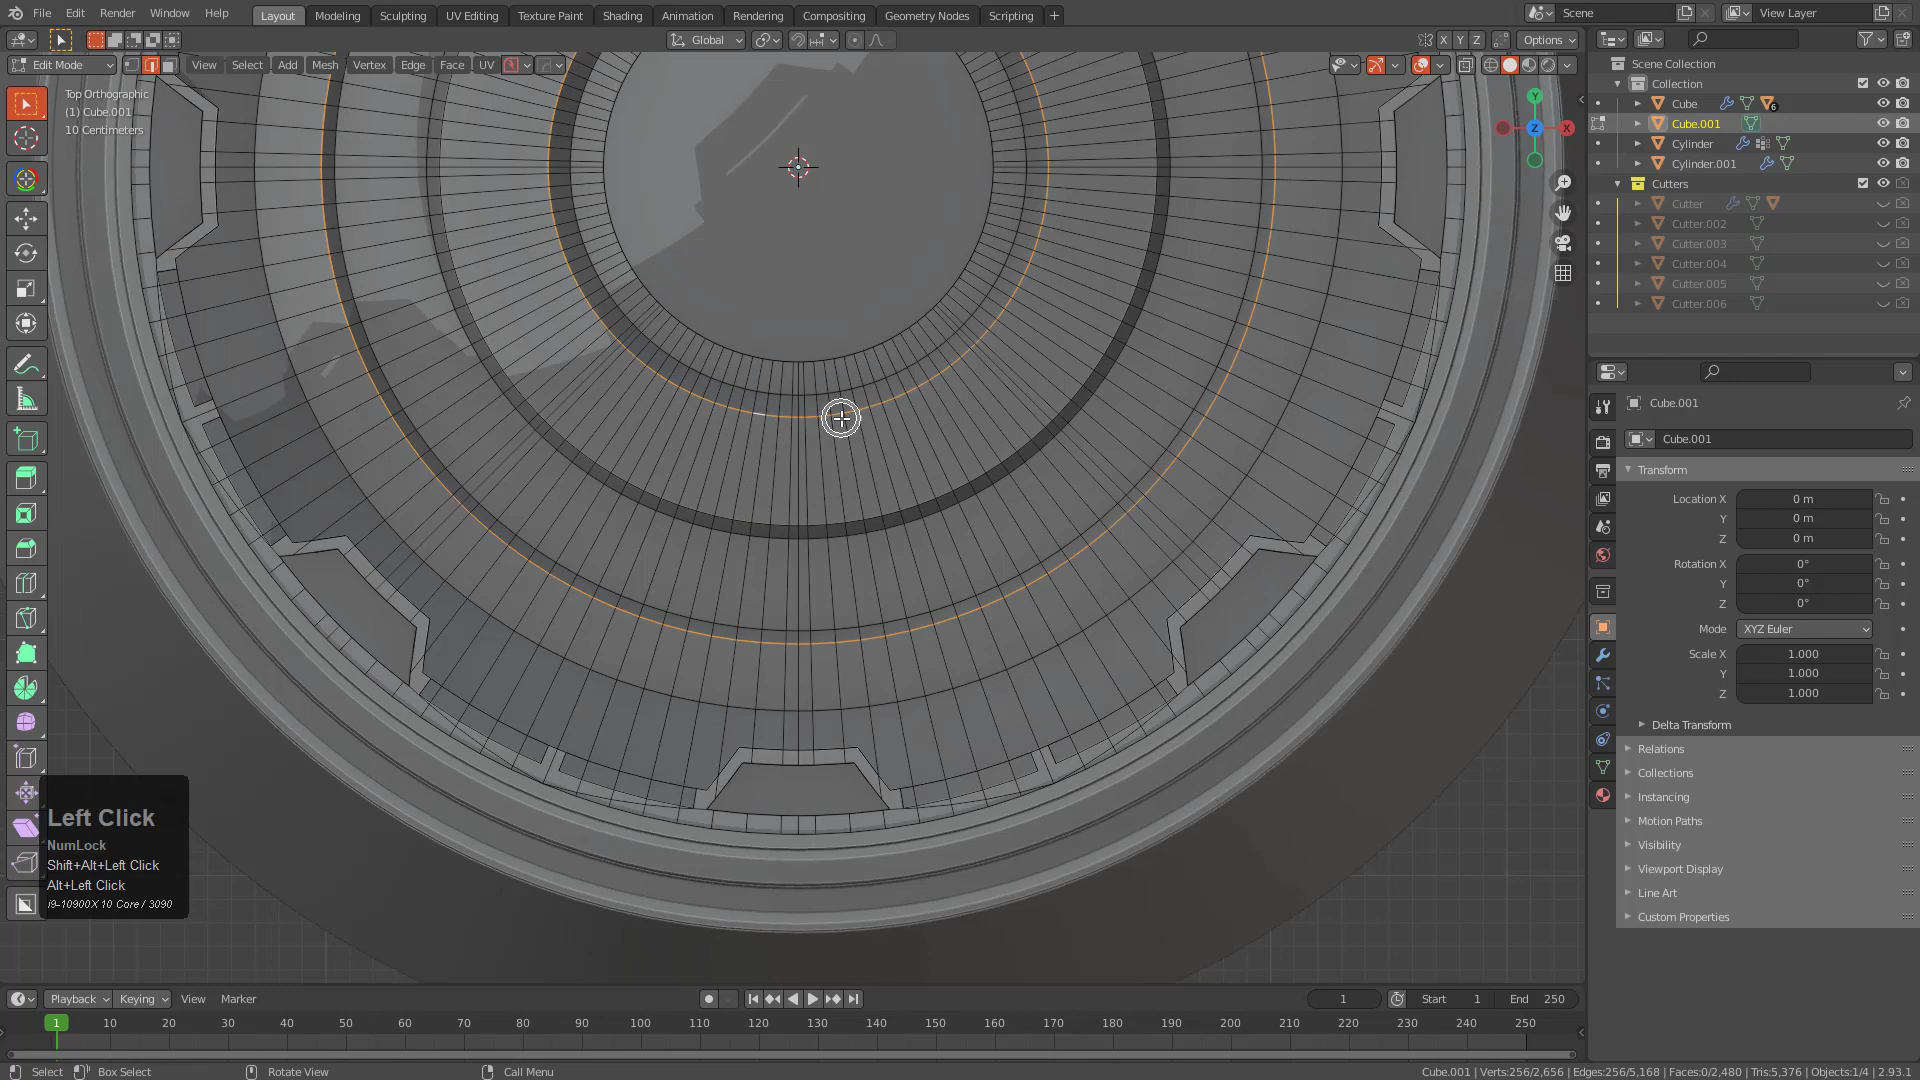 File Edit Render Window Help
Layout Modeling Sculpting UV Editing Texture Paint Shading Animation Rendering Compositing Geometry Nodes Scripting +
Scene
View Layer
Global
X Y Z
Options
Edit Mode
View Select Add Mesh Vertex Edge Face UV
Top Orthographic
(1) Cube.001
10 Centimeters
Y
X
Z
Scene Collection
Collection
Cube
6
Cube.001
Cylinder
Cylinder.001
Cutters
Cutter
Cutter.002
Cutter.003
Cutter.004
Cutter.005
Cutter.006
Cube.001
Cube.001
Transform
Location X 0 m
Y 0 m
Z 0 m
Rotation X 0°
Y 0°
Z 0°
Mode XYZ Euler
Scale X 1.000
Y 1.000
Z 1.000
Delta Transform
Relations
Collections
Instancing
Motion Paths
Visibility
Viewport Display
Line Art
Custom Properties
Left Click
NumLock
Shift+Alt+Left Click
Alt+Left Click
i9-10900X 10 Core / 3090
Playback Keying View Marker
1
Start 1
End 250
1 10 20 30 40 50 60 70 80 90 100 110 120 130 140 150 160 170 180 190 200 210 220 230 240 250
Select Box Select Rotate View Call Menu
Cube.001 | Verts:256/2,656 | Edges:256/5,168 | Faces:0/2,480 | Tris:5,376 | Objects:1/4 | 2.93.1